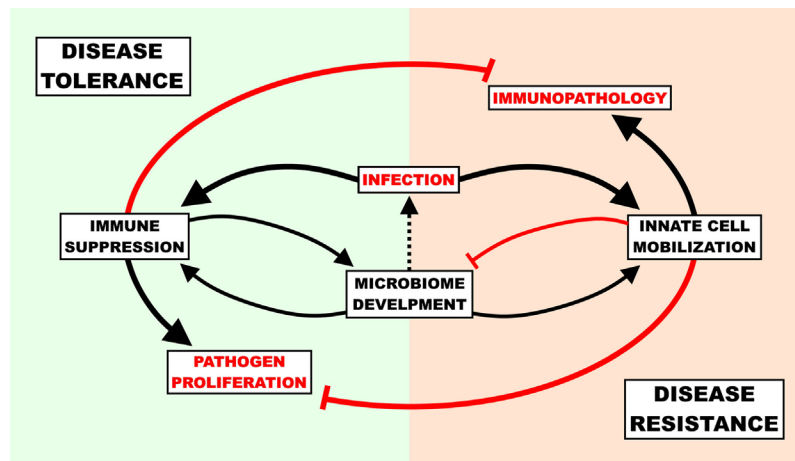 DISEASE
TOLERANCE
IMMUNOPATHOLOGY
INFECTION
IMMUNE
SUPPRESSION
INNATE CELL
MOBILIZATION
MICROBIOME
DEVELPMENT
PATHOGEN
PROLIFERATION
DISEASE
RESISTANCE